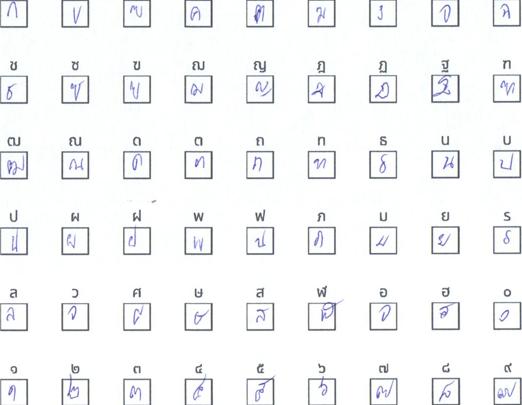 ก ข ฃ ค ฅ ฆ ง จ ฉ
ช ซ ฃ ฌ ญ ฎ ฏ ฐ ฑ
ช ซ ฃ ฌ ญ ฎ ฏ ฐ ฑ
ฒ ณ ด ต ถ ท ธ น บ
ฒ ณ ด ต ถ ท ธ น บ
ป ผ ฝ พ ฟ ภ ม ย ร
ป ผ ฝ พ ฟ ภ ม ย ร
ล ว ศ ษ ส ฬ อ ฮ ๐
ล ว ศ ษ ส ฬ อ ฮ ๐
๑ ๒ ๓ ๔ ๕ ๖ ๗ ๘ ๙
๑ ๒ ๓ ๔ ๕ ๖ ๗ ๘ ๙